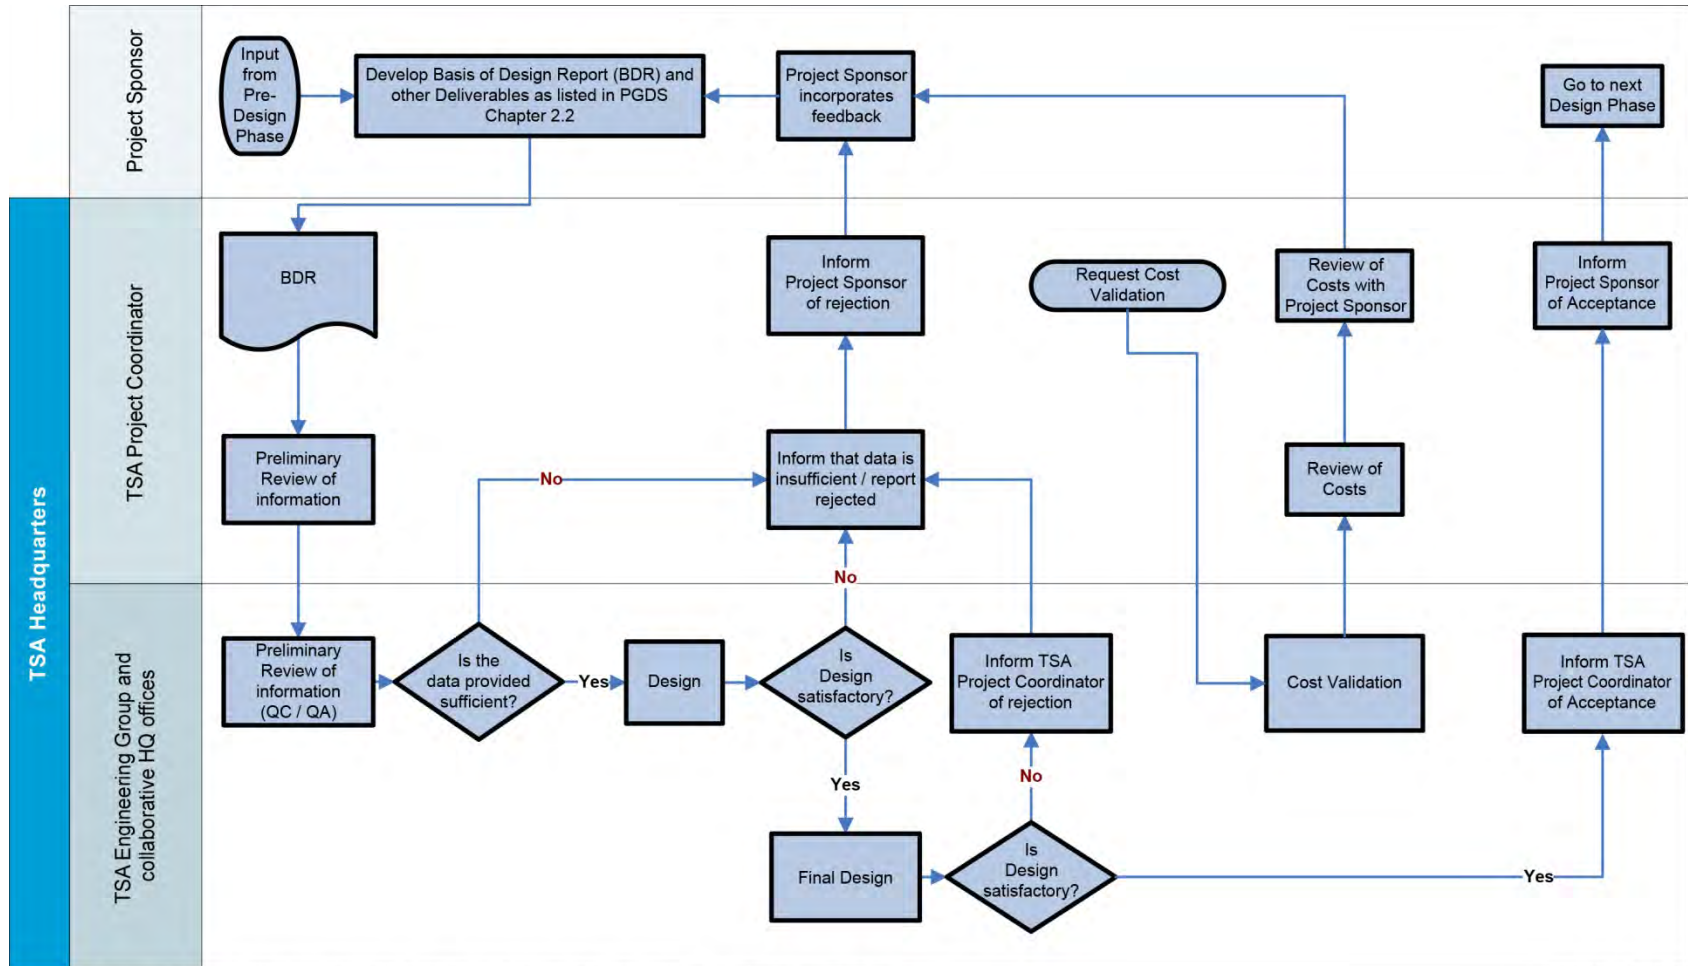 Project Sponsor
Input
from
Pre-
Design
Phase
Develop Basis of Design Report (BDR) and
other Deliverables as listed in PGDS
Chapter 2.2
Project Sponsor
incorporates
feedback
Go to next
Design Phase
TSA Headquarters
TSA Project Coordinator
BDR
Inform
Project Sponsor
of rejection
Request Cost
Validation
Review of
Costs with
Project Sponsor
Inform
Project Sponsor
of Acceptance
Preliminary
Review of
information
No
Inform that data is
insufficient / report
rejected
Review of
Costs
No
TSA Engineering Group and
collaborative HQ offices
Preliminary
Review of
information
(QC / QA)
Is the
data provided
sufficient?
Yes
Design
Is
Design
satisfactory?
Inform TSA
Project Coordinator
of rejection
Cost Validation
Inform TSA
Project Coordinator
of Acceptance
Yes
No
Final Design
Is
Design
satisfactory?
Yes